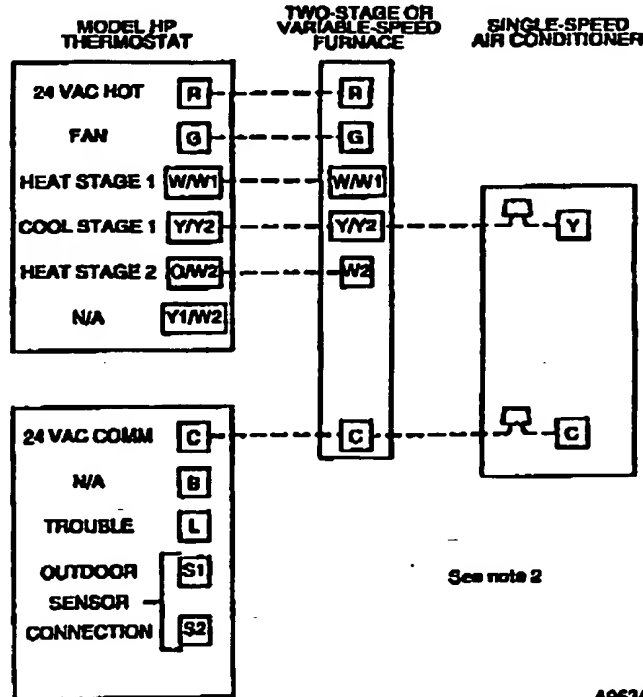 MODEL HP THERMOSTAT
TWO-STAGE OR VARIABLE-SPEED FURNACE
SINGLE-SPEED AIR CONDITIONER
24 VAC HOT R R
FAN G G
HEAT STAGE 1 W/W1 W/W1
COOL STAGE 1 Y/Y2 Y/Y2 Y
HEAT STAGE 2 O/W2 W2
N/A Y1/W2
24 VAC COMM C C C
N/A B
TROUBLE L
OUTDOOR S1
SENSOR
CONNECTION S2
See note 2